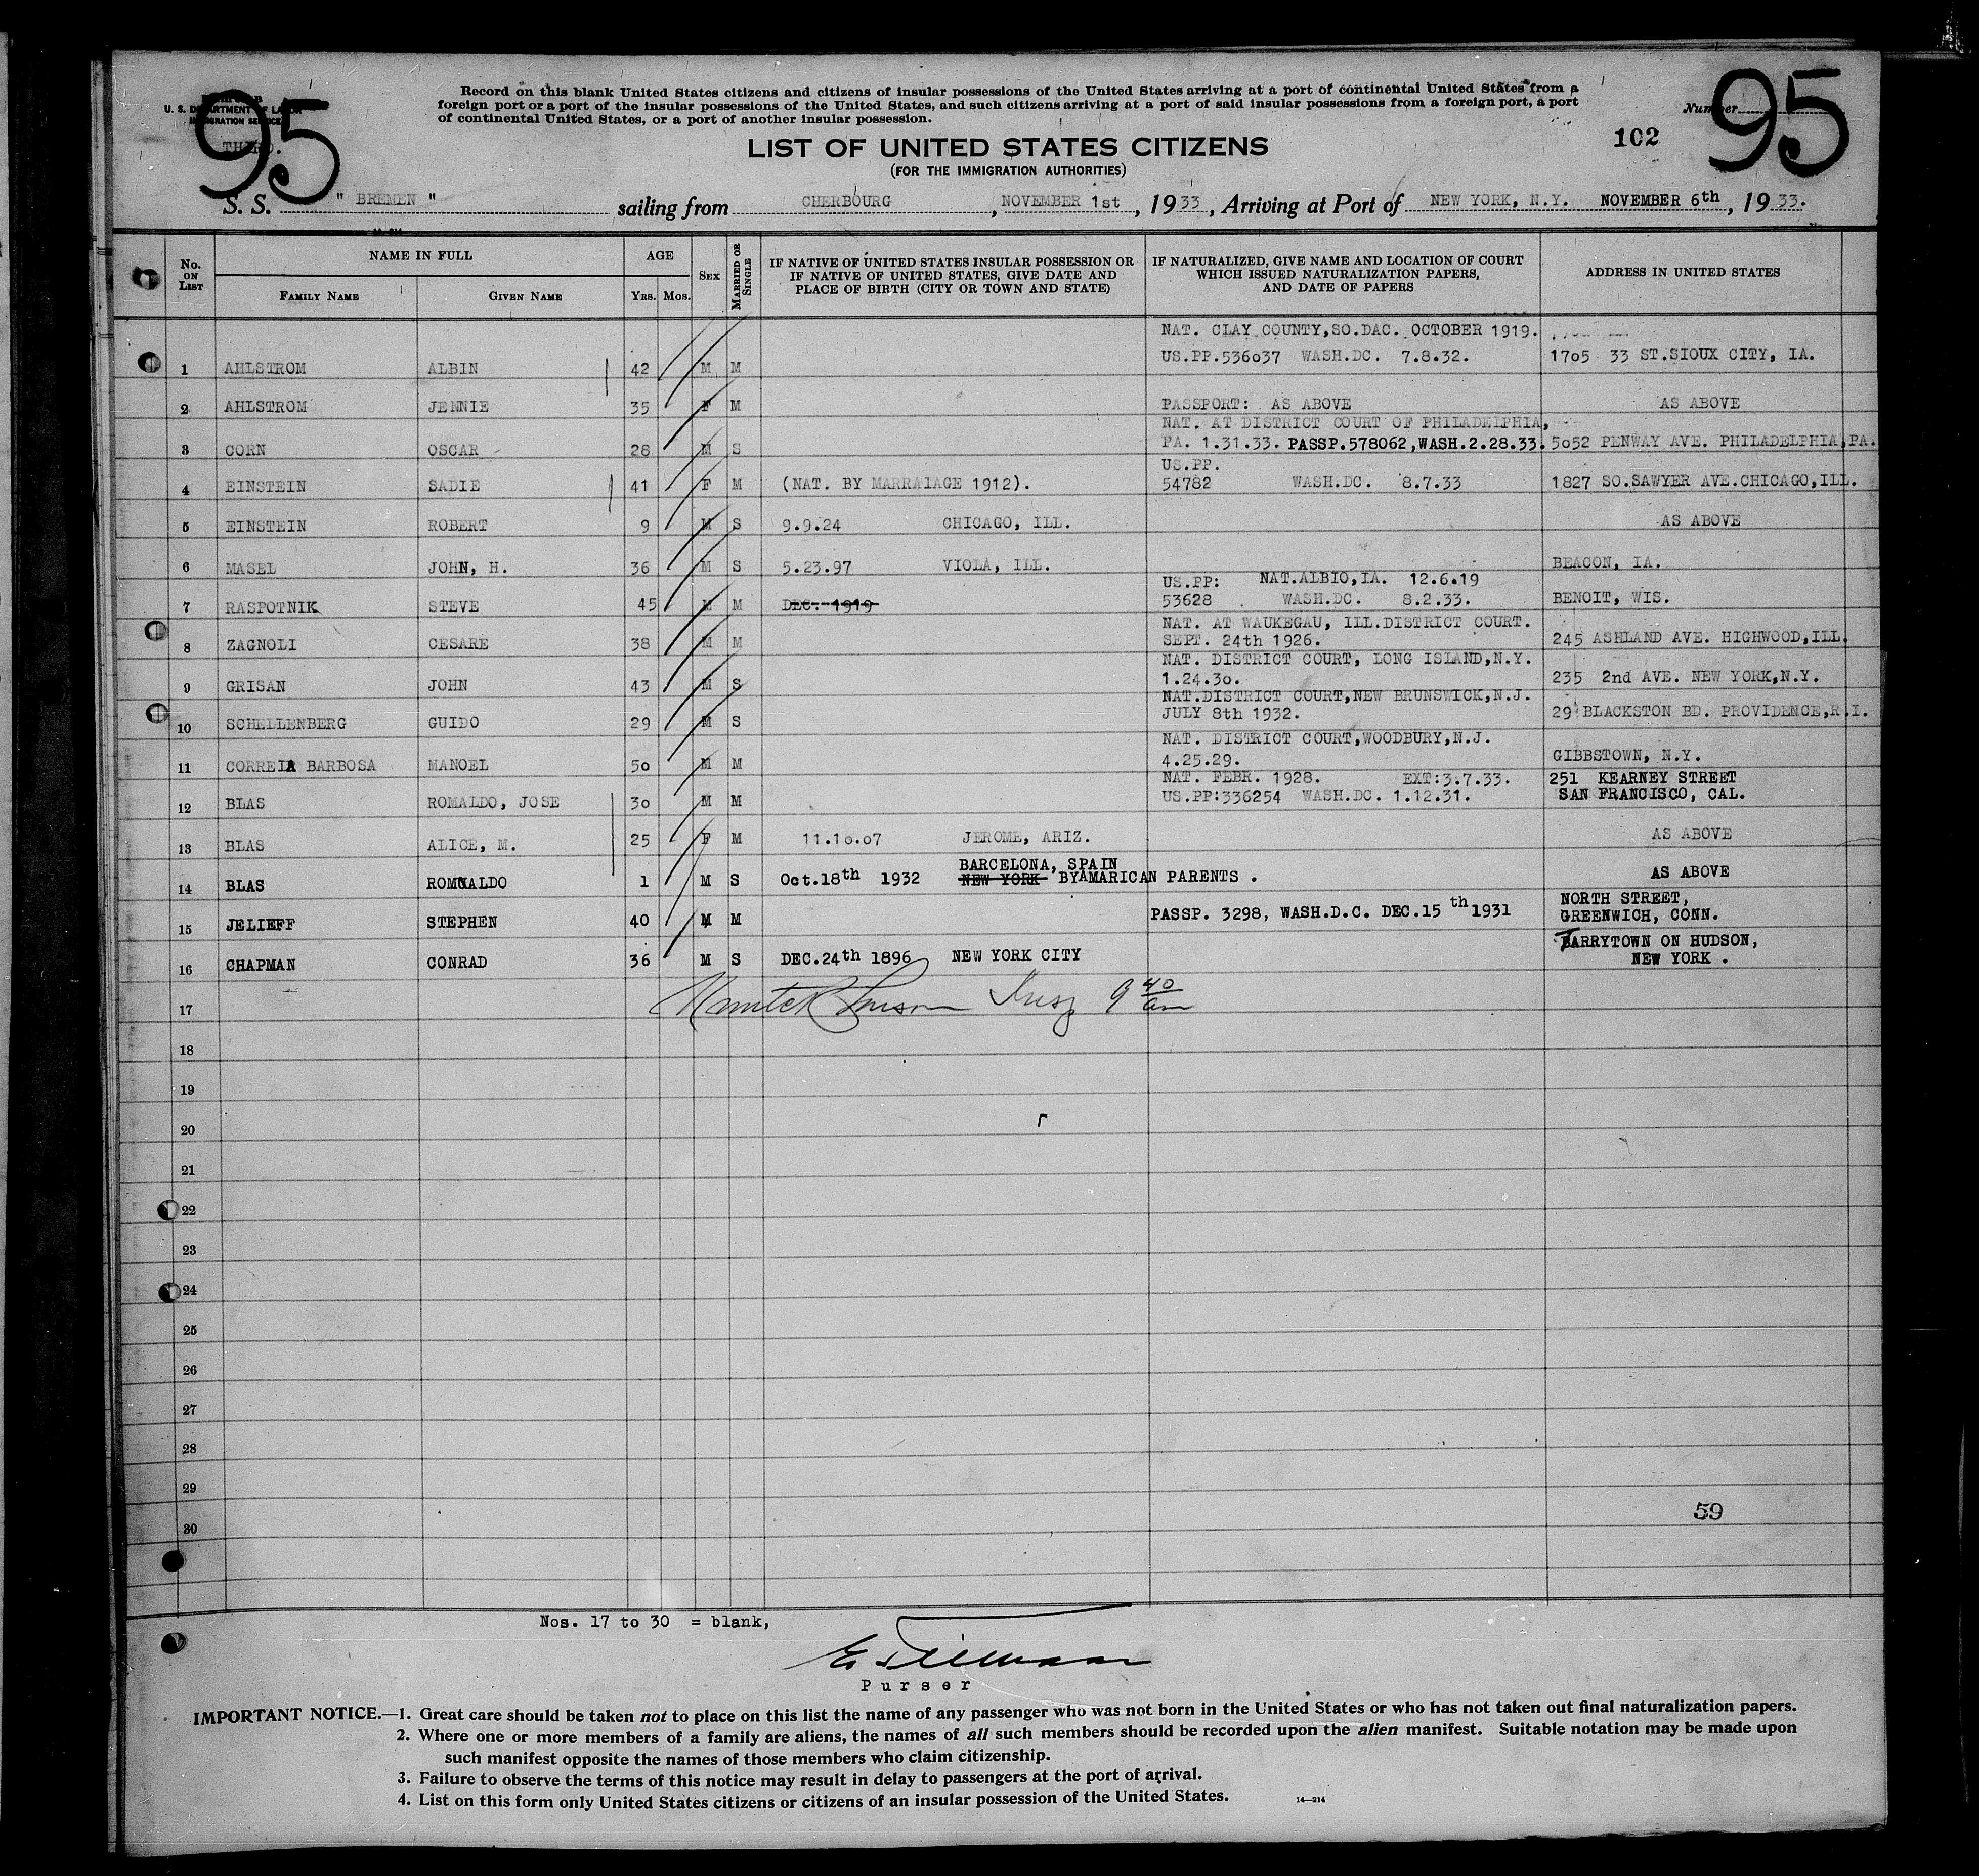 95
U. S. DEPARTMENT OF LABOR
IMMIGRATION SERVICE
THIRD.
Record on this blank United States citizens and citizens of insular possessions of the United States arriving at a port of continental United States from a
foreign port or a port of the insular possessions of the United States, and such citizens arriving at a port of said insular possessions from a foreign port, a port
of continental United States, or a port of another insular possession.
Number
95
102
LIST OF UNITED STATES CITIZENS
(FOR THE IMMIGRATION AUTHORITIES)
S. S. " BREMEN " sailing from CHERBOURG , NOVEMBER 1st , 1933 , Arriving at Port of NEW YORK, N.Y. NOVEMBER 6th , 1933.
No. ON LIST
NAME IN FULL
FAMILY NAME GIVEN NAME
AGE
YRS. MOS.
SEX
MARRIED OR SINGLE
IF NATIVE OF UNITED STATES INSULAR POSSESSION OR
IF NATIVE OF UNITED STATES, GIVE DATE AND
PLACE OF BIRTH (CITY OR TOWN AND STATE)
IF NATURALIZED, GIVE NAME AND LOCATION OF COURT
WHICH ISSUED NATURALIZATION PAPERS,
AND DATE OF PAPERS
ADDRESS IN UNITED STATES
NAT. CLAY COUNTY,SO.DAC. OCTOBER 1919.
1 AHLSTROM ALBIN 42 M M US.PP.536037 WASH.DC. 7.8.32. 1705 33 ST.SIOUX CITY, IA.
2 AHLSTROM JENNIE 35 F M PASSPORT: AS ABOVE AS ABOVE
NAT. AT DISTRICT COURT OF PHILADELPHIA,
3 CORN OSCAR 28 M S PA. 1.31.33. PASSP.578062,WASH.2.28.33. 5052 PENWAY AVE. PHILADELPHIA,PA.
US.PP.
4 EINSTEIN SADIE 41 F M (NAT. BY MARRAIAGE 1912). 54782 WASH.DC. 8.7.33 1827 SO.SAWYER AVE.CHICAGO,ILL.
5 EINSTEIN ROBERT 9 M S 9.9.24 CHICAGO, ILL. AS ABOVE
6 MASEL JOHN, H. 36 M S 5.23.97 VIOLA, ILL. BEACON, IA.
US.PP: NAT.ALBIO,IA. 12.6.19
7 RASPOTNIK STEVE 45 M M DEC. 1919 53628 WASH.DC. 8.2.33. BENOIT, WIS.
NAT. AT WAUKEGAU, ILL.DISTRICT COURT.
8 ZAGNOLI CESARE 38 M M SEPT. 24th 1926. 245 ASHLAND AVE. HIGHWOOD,ILL.
NAT. DISTRICT COURT, LONG ISLAND,N.Y.
9 GRISAN JOHN 43 M S 1.24.30. 235 2nd AVE. NEW YORK,N.Y.
NAT.DISTRICT COURT,NEW BRUNSWICK,N.J.
10 SCHELLENBERG GUIDO 29 M S JULY 8th 1932. 29 BLACKSTON BD. PROVIDENCE,R.I.
NAT. DISTRICT COURT,WOODBURY,N.J.
11 CORREIA BARBOSA MANOEL 50 M M 4.25.29. GIBBSTOWN, N.Y.
NAT. FEBR. 1928. EXT:3.7.33. 251 KEARNEY STREET
12 BLAS ROMALDO, JOSE 30 M M US.PP:336254 WASH.DC. 1.12.31. SAN FRANCISCO, CAL.
13 BLAS ALICE, M. 25 F M 11.10.07 JEROME, ARIZ. AS ABOVE
BARCELONA, SPAIN
14 BLAS ROMUALDO 1 M S Oct.18th 1932 NEW YORK BYAMARICAN PARENTS . AS ABOVE
NORTH STREET,
15 JELIEFF STEPHEN 40 M M PASSP. 3298, WASH.D.C. DEC.15 th 1931 GREENWICH, CONN.
TARRYTOWN ON HUDSON,
16 CHAPMAN CONRAD 36 M S DEC.24th 1896 NEW YORK CITY NEW YORK .
17 9 40 am
18
19
20
21
22
23
24
25
26
27
28
29
59
30
Nos. 17 to 30 = blank,
Purser
IMPORTANT NOTICE.—1. Great care should be taken not to place on this list the name of any passenger who was not born in the United States or who has not taken out final naturalization papers.
2. Where one or more members of a family are aliens, the names of all such members should be recorded upon the alien manifest. Suitable notation may be made upon
such manifest opposite the names of those members who claim citizenship.
3. Failure to observe the terms of this notice may result in delay to passengers at the port of arrival.
4. List on this form only United States citizens or citizens of an insular possession of the United States. 14—214